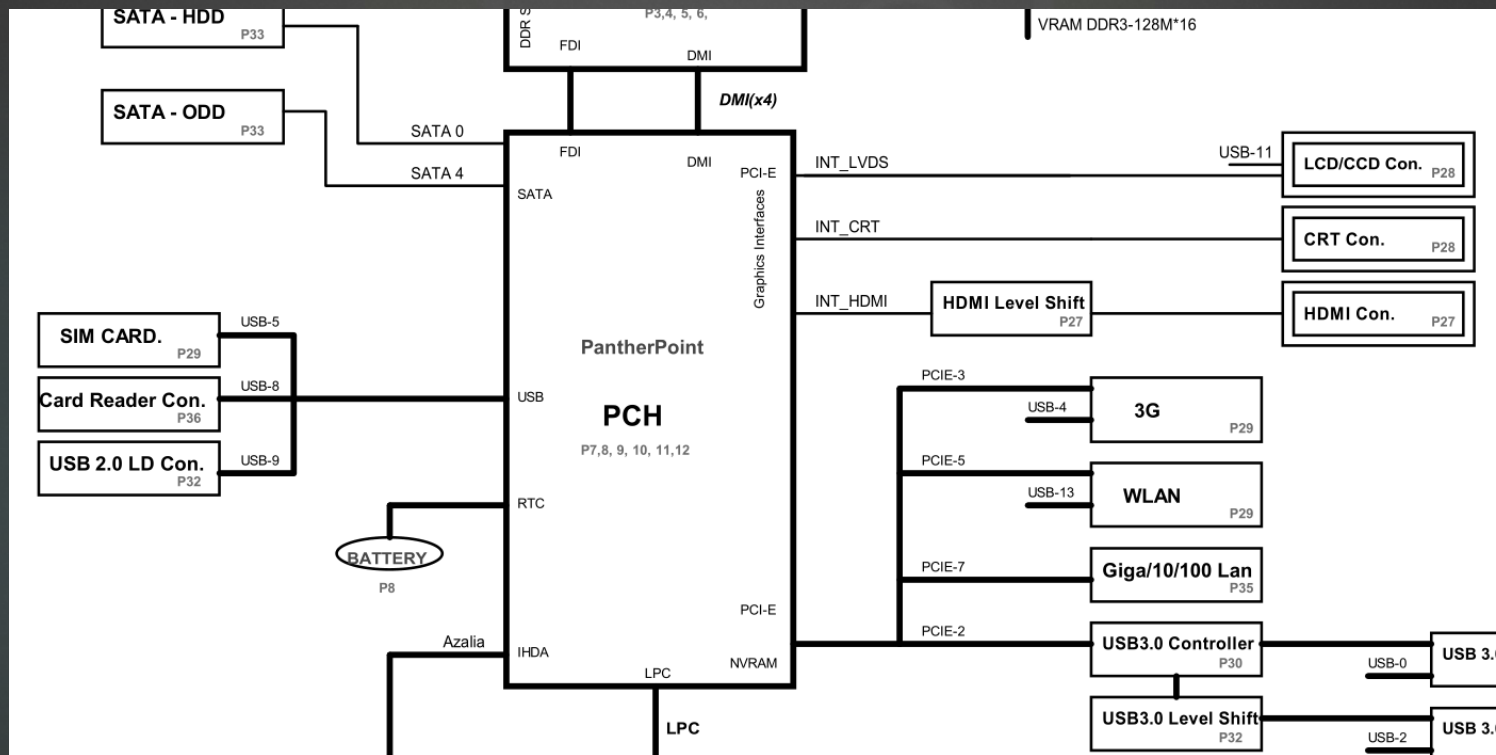 SATA - HDD
P33
SATA - ODD
P33
SATA 0
SATA 4
DDR S
P3,4, 5, 6,
FDI
DMI
DMI(x4)
VRAM DDR3-128M*16
FDI
DMI
PCI-E
SATA
Graphics Interfaces
INT_LVDS
USB-11
LCD/CCD Con.
P28
INT_CRT
CRT Con.
P28
INT_HDMI
HDMI Level Shift
P27
HDMI Con.
P27
SIM CARD.
P29
USB-5
Card Reader Con.
P36
USB-8
USB 2.0 LD Con.
P32
USB-9
USB
PantherPoint
PCH
P7,8, 9, 10, 11,12
RTC
BATTERY
P8
Azalia
IHDA
LPC
LPC
PCI-E
NVRAM
PCIE-3
USB-4
3G
P29
PCIE-5
USB-13
WLAN
P29
PCIE-7
Giga/10/100 Lan
P35
PCIE-2
USB3.0 Controller
P30
USB-0
USB 3.
USB3.0 Level Shift
P32
USB-2
USB 3.